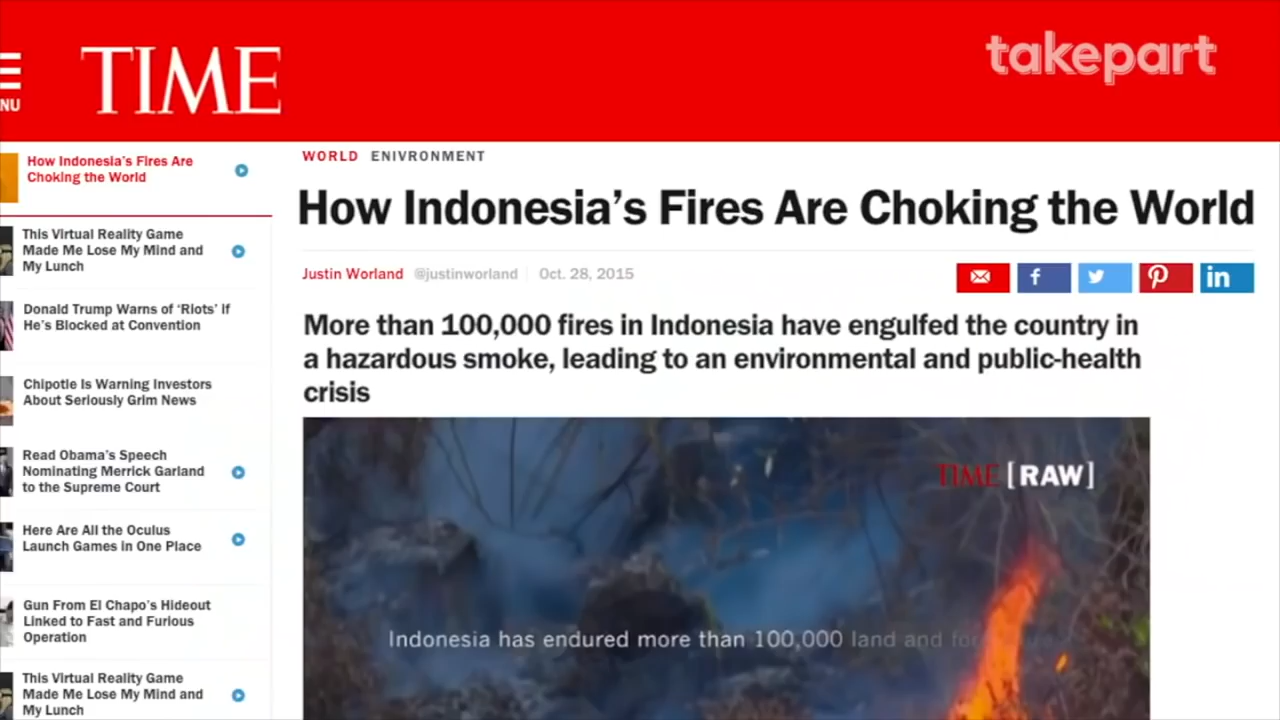 TIME
takepart
NU
How Indonesia's Fires Are
Choking the World
This Virtual Reality Game
Made Me Lose My Mind and
My Lunch
Donald Trump Warns of ‘Riots’ If
He’s Blocked at Convention
Chipotle Is Warning Investors
About Seriously Grim News
Read Obama’s Speech
Nominating Merrick Garland
to the Supreme Court
Here Are All the Oculus
Launch Games in One Place
Gun From El Chapo’s Hideout
Linked to Fast and Furious
Operation
This Virtual Reality Game
Made Me Lose My Mind and
My Lunch
WORLD ENIVRONMENT
How Indonesia’s Fires Are Choking the World
Justin Worland @justinworland Oct. 28, 2015
f in
More than 100,000 fires in Indonesia have engulfed the country in
a hazardous smoke, leading to an environmental and public-health
crisis
TIME [RAW]
Indonesia has endured more than 100,000 land and